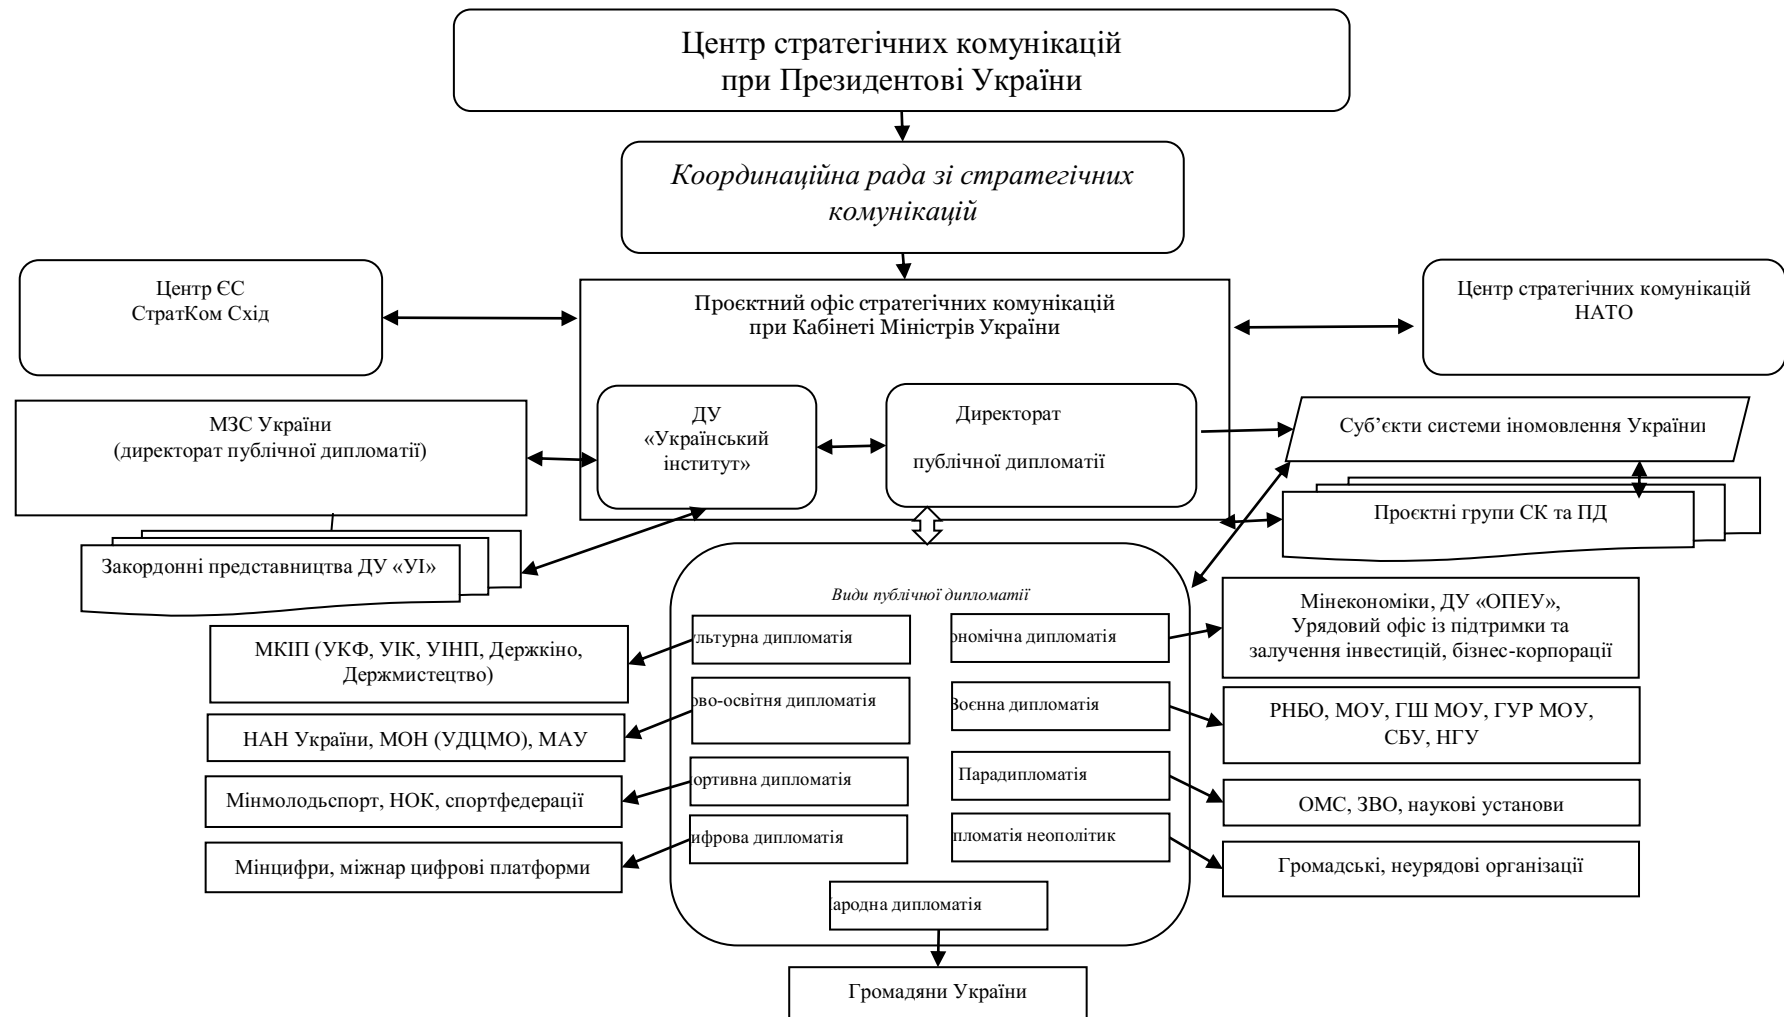 Центр стратегічних комунікацій
при Президентові України
Координаційна рада зі стратегічних
комунікацій
Центр ЄС
СтратКом Схід
Проєктний офіс стратегічних комунікацій
при Кабінеті Міністрів України
Центр стратегічних комунікацій
НАТО
МЗС України
(директорат публічної дипломатії)
ДУ
«Український
інститут»
Директорат
публічної дипломатії
Суб’єкти системи іномовлення України
Проєктні групи СК та ПД
Закордонні представництва ДУ «УІ»
Види публічної дипломатії
МКІП (УКФ, УІК, УІНП, Держкіно,
Держмистецтво)
ультурна дипломатія
ономічна дипломатія
Мінекономіки, ДУ «ОПЕУ»,
Урядовий офіс із підтримки та
залучення інвестицій, бізнес-корпорації
НАН України, МОН (УДЦМО), МАУ
ово-освітня дипломатія
Воєнна дипломатія
РНБО, МОУ, ГШ МОУ, ГУР МОУ,
СБУ, НГУ
Мінмолодьспорт, НОК, спортфедерації
ортивна дипломатія
Парадипломатія
ОМС, ЗВО, наукові установи
Мінцифри, міжнар цифрові платформи
ифрова дипломатія
пломатія неополітик
Громадські, неурядові організації
ародна дипломатія
Громадяни України